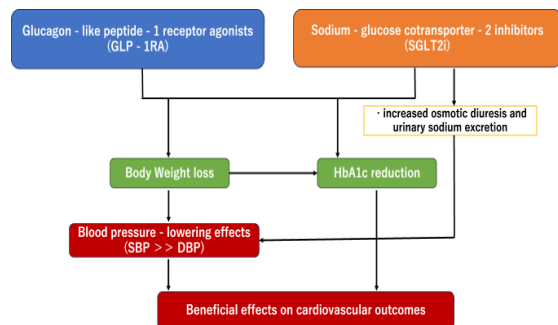 Glucagon - like peptide - 1 receptor agonists
(GLP - 1RA)
Sodium - glucose cotransporter - 2 inhibitors
(SGLT2i)
· increased osmotic diuresis and
urinary sodium excretion
Body Weight loss
HbA1c reduction
Blood pressure - lowering effects
(SBP >> DBP)
Beneficial effects on cardiovascular outcomes